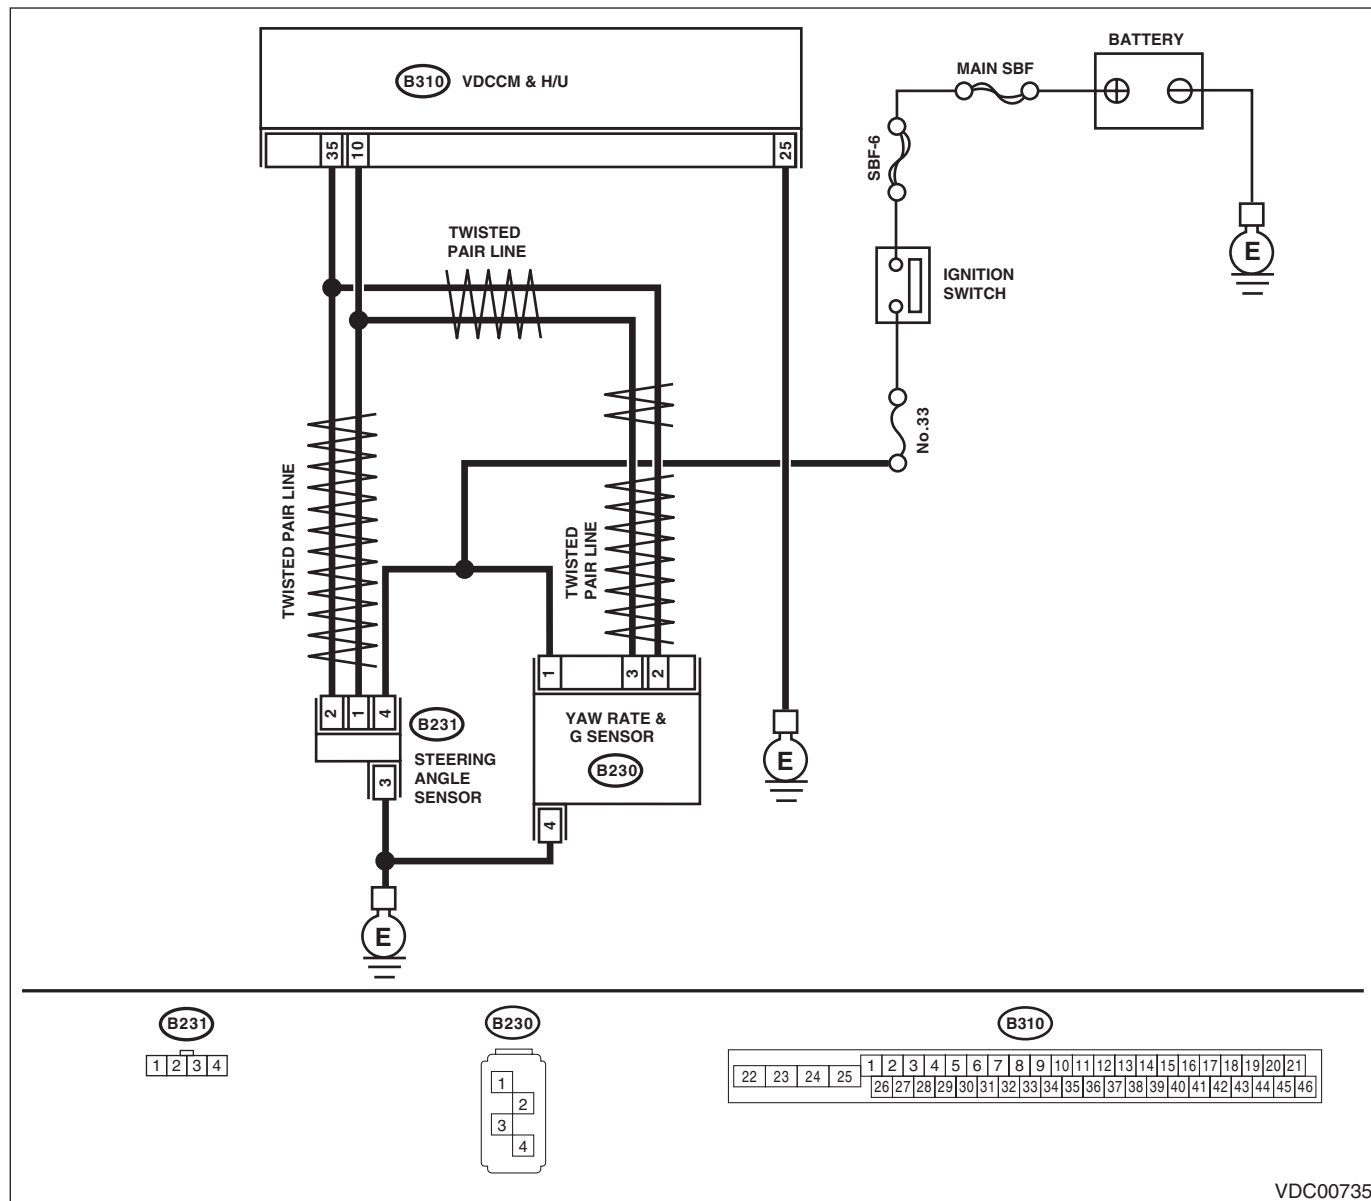 BATTERY
MAIN SBF
B310 VDCCM & H/U
35 10 25
SBF-6
TWISTED
PAIR LINE
E
IGNITION
SWITCH
No.33
TWISTED PAIR LINE
TWISTED
PAIR LINE
1 3 2
2 1 4
B231
STEERING
ANGLE
SENSOR
YAW RATE &
G SENSOR
B230
E
3
4
E
B231
1 2 3 4
B230
1
2
3
4
B310
22 23 24 25
1 2 3 4 5 6 7 8 9 10 11 12 13 14 15 16 17 18 19 20 21
26 27 28 29 30 31 32 33 34 35 36 37 38 39 40 41 42 43 44 45 46
VDC00735